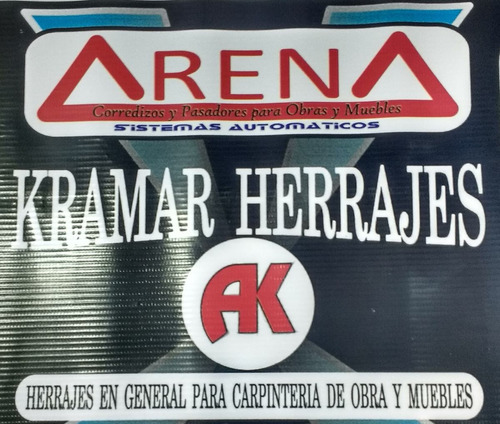 ARENA
Corredizos y Pasadores para Obras y Muebles
SISTEMAS AUTOMATICOS
KRAMAR HERRAJES
AK
HERRAJES EN GENERAL PARA CARPINTERIA DE OBRA Y MUEBLES